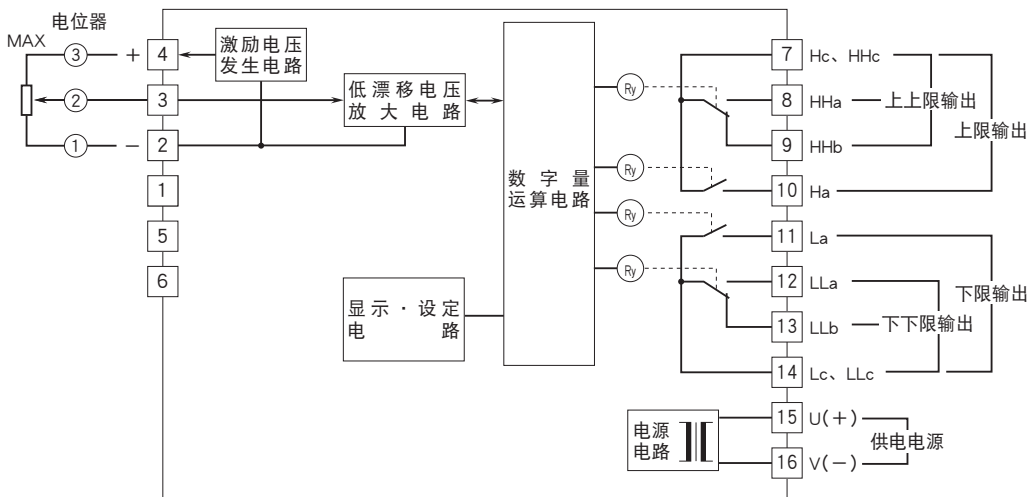 电位器
MAX
③
+
4
激励电压
发生电路
②
3
低漂移电压
放大电路
①
−
2
1
5
6
数字量
运算电路
显示·设定
电路
Ry
Ry
Ry
Ry
7 Hc、HHc
8 HHa
上上限输出
9 HHb
上限输出
10 Ha
11 La
12 LLa
下限输出
13 LLb
下下限输出
14 Lc、LLc
电源
电路
15 U(+)
供电电源
16 V(−)